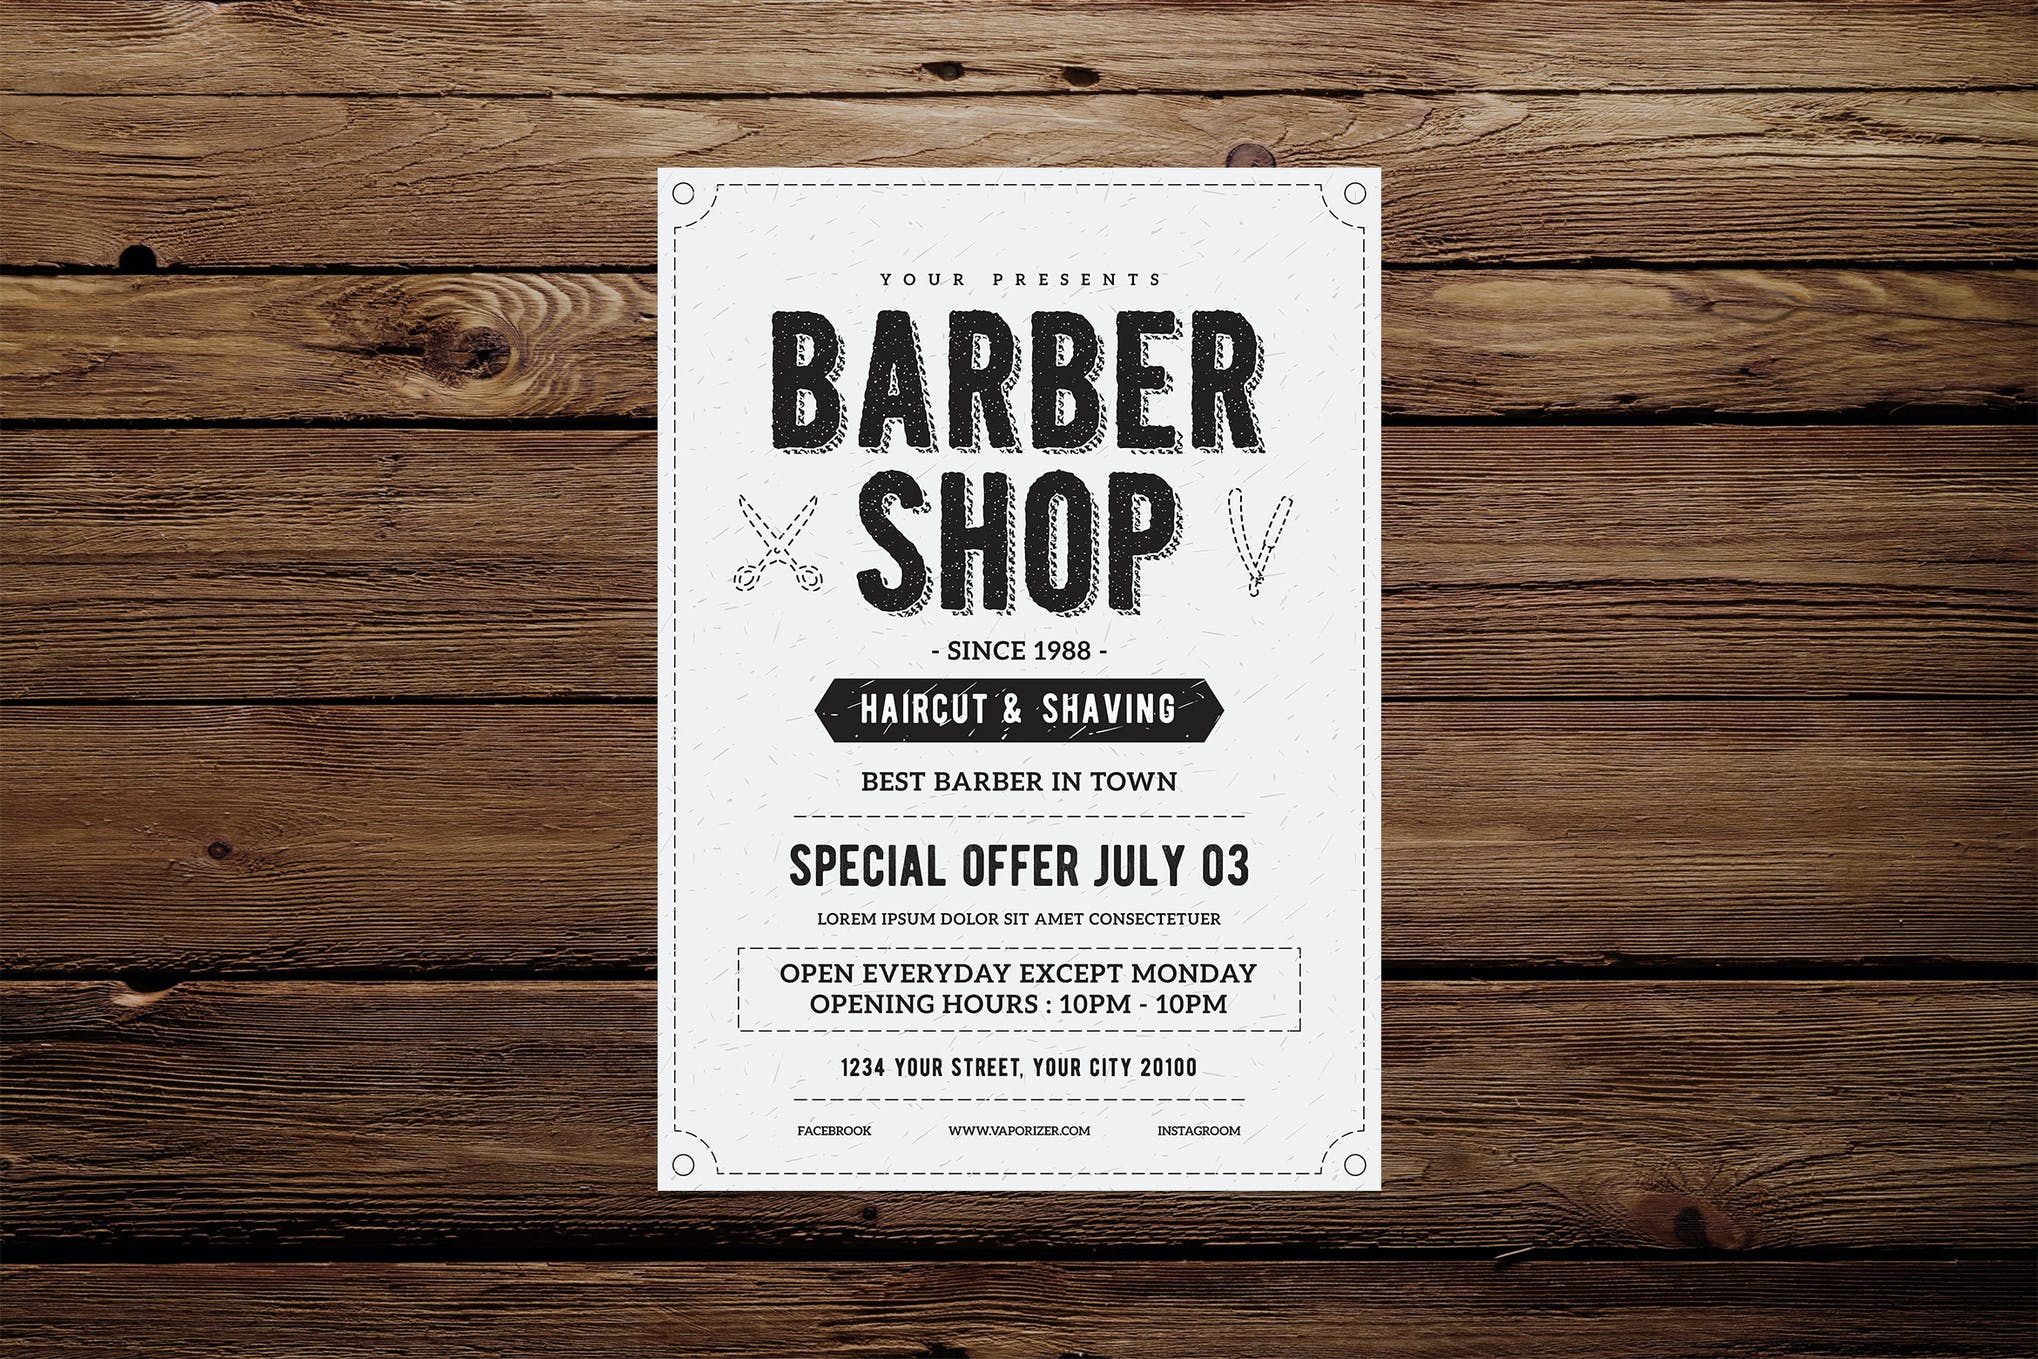 YOUR PRESENTS
BARBER
SHOP
- SINCE 1988 -
HAIRCUT & SHAVING
BEST BARBER IN TOWN
SPECIAL OFFER JULY 03
LOREM IPSUM DOLOR SIT AMET CONSECTETUER
OPEN EVERYDAY EXCEPT MONDAY
OPENING HOURS : 10PM - 10PM
1234 YOUR STREET, YOUR CITY 20100
FACEBROOK WWW.VAPORIZER.COM INSTAGROOM